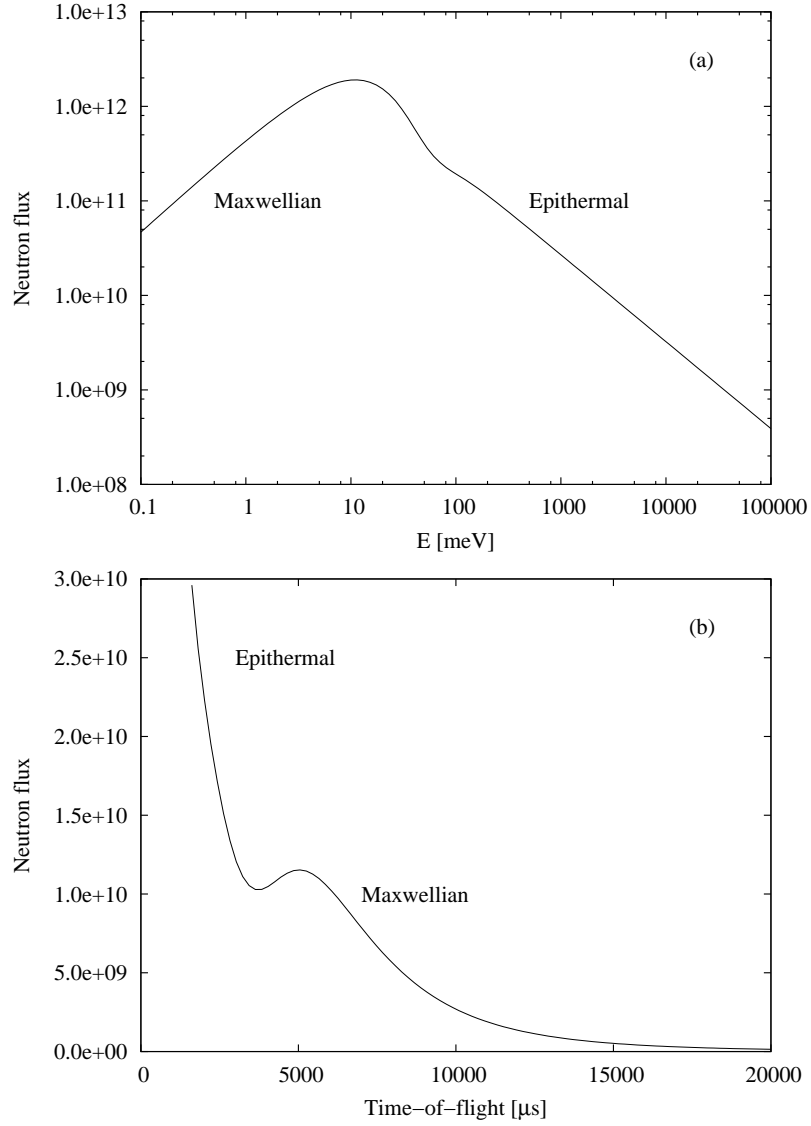 1.0e+13
(a)
1.0e+12
1.0e+11
Maxwellian
Epithermal
Neutron flux
1.0e+10
1.0e+09
1.0e+08
0.1 1 10 100 1000 10000 100000
E [meV]
3.0e+10
(b)
2.5e+10
Epithermal
2.0e+10
Neutron flux
1.5e+10
1.0e+10
Maxwellian
5.0e+09
0.0e+00
0 5000 10000 15000 20000
Time−of−flight [μs]